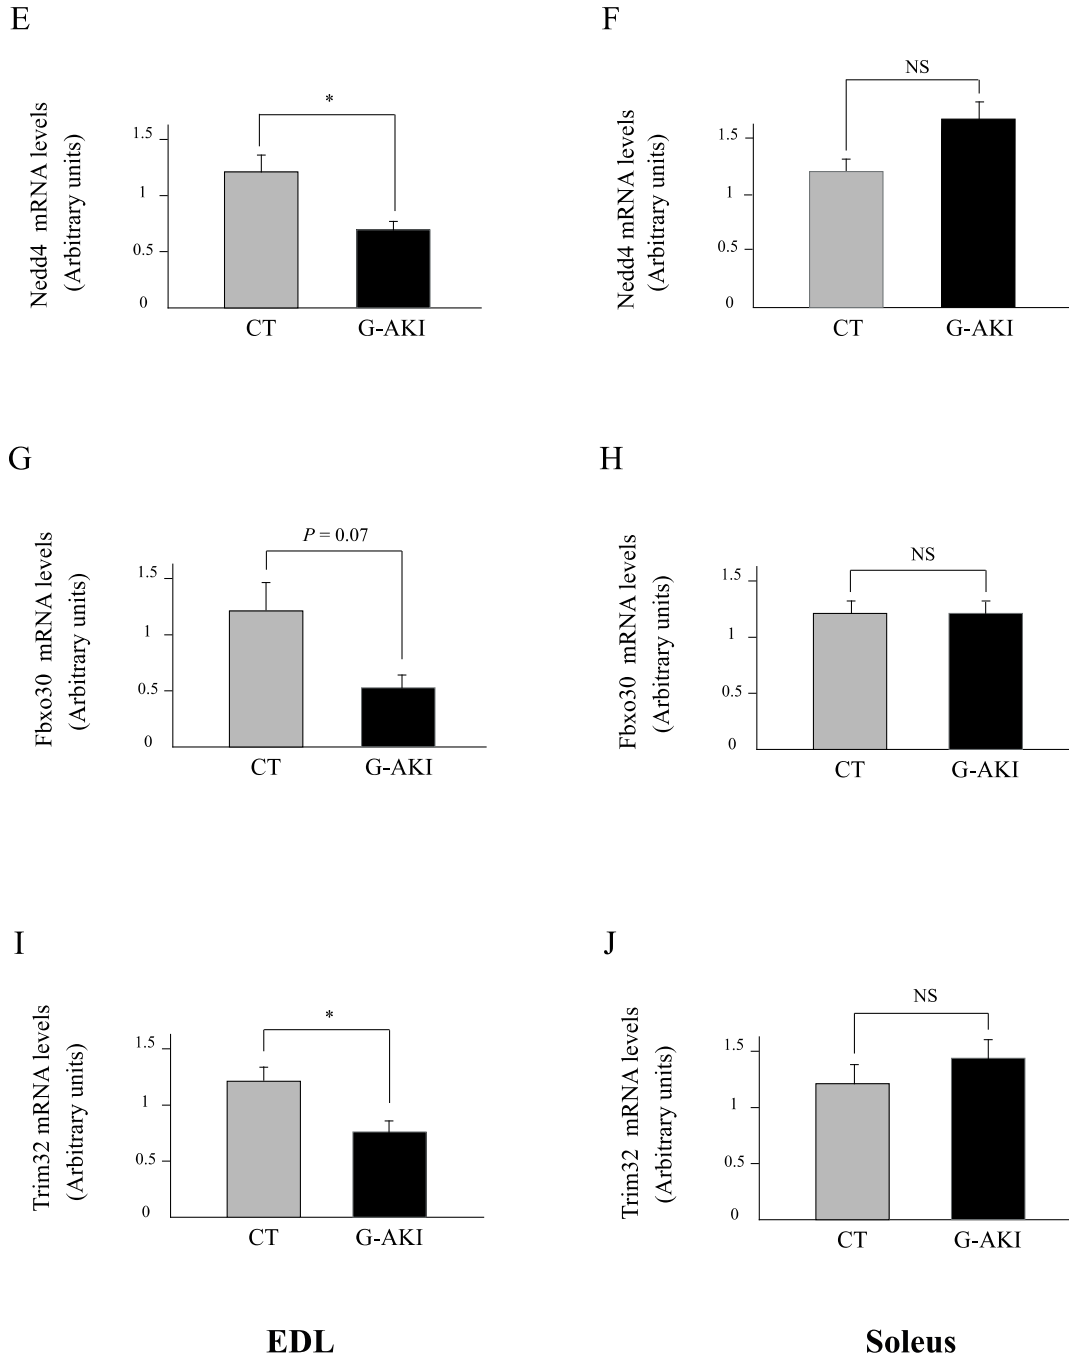 E
Nedd4 mRNA levels
(Arbitrary units)
*
1.5
1
0.5
0
CT
G-AKI
F
Nedd4 mRNA levels
(Arbitrary units)
NS
1.5
1
0.5
0
CT
G-AKI
G
Fbxo30 mRNA levels
(Arbitrary units)
P = 0.07
1.5
1
0.5
0
CT
G-AKI
H
Fbxo30 mRNA levels
(Arbitrary units)
NS
1.5
1
0.5
0
CT
G-AKI
I
Trim32 mRNA levels
(Arbitrary units)
*
1.5
1
0.5
0
CT
G-AKI
J
Trim32 mRNA levels
(Arbitrary units)
NS
1.5
1
0.5
0
CT
G-AKI
EDL
Soleus